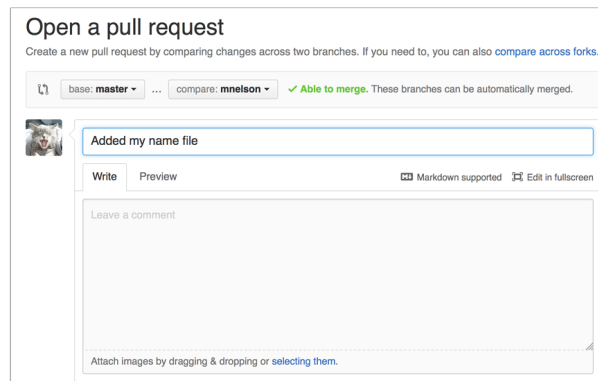 Open a pull request
Create a new pull request by comparing changes across two branches. If you need to, you can also compare across forks.
base: master ... compare: mnelson ✓ Able to merge. These branches can be automatically merged.
Added my name file
Write Preview Markdown supported Edit in fullscreen
Leave a comment
Attach images by dragging & dropping or selecting them.